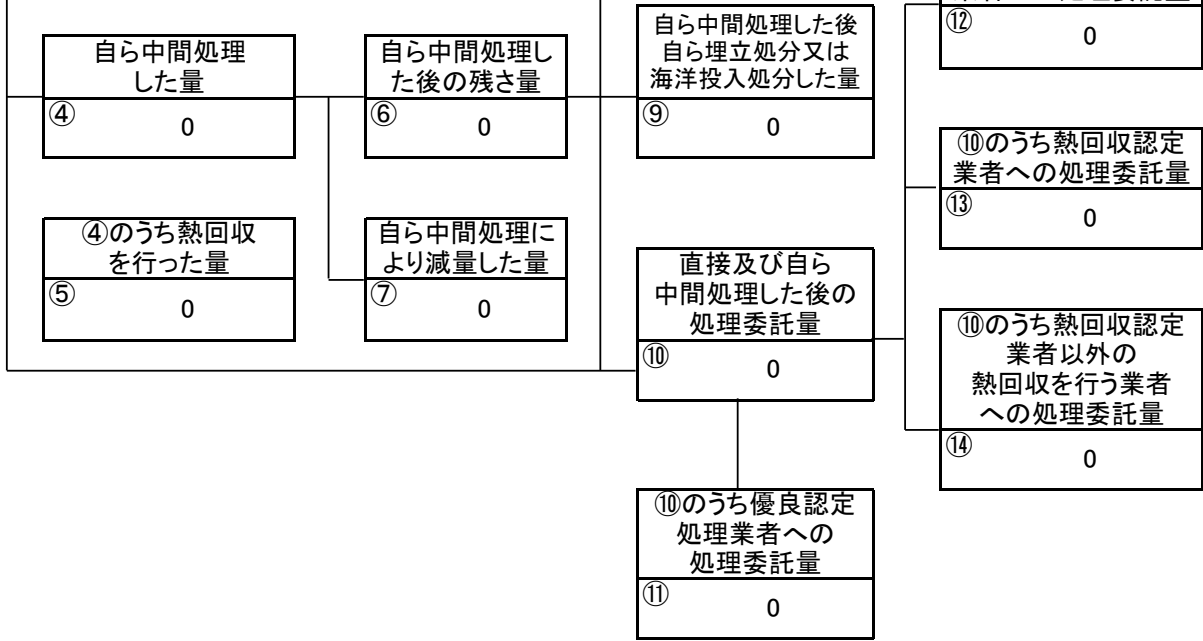 ⑫
0
自ら中間処理
した量
④
0
自ら中間処理し
た後の残さ量
⑥
0
自ら中間処理した後
自ら埋立処分又は
海洋投入処分した量
⑨
0
⑩のうち熱回収認定
業者への処理委託量
⑬
0
④のうち熱回収
を行った量
⑤
0
自ら中間処理に
より減量した量
⑦
0
直接及び自ら
中間処理した後の
処理委託量
⑩
0
⑩のうち熱回収認定
業者以外の
熱回収を行う業者
への処理委託量
⑭
0
⑩のうち優良認定
処理業者への
処理委託量
⑪
0